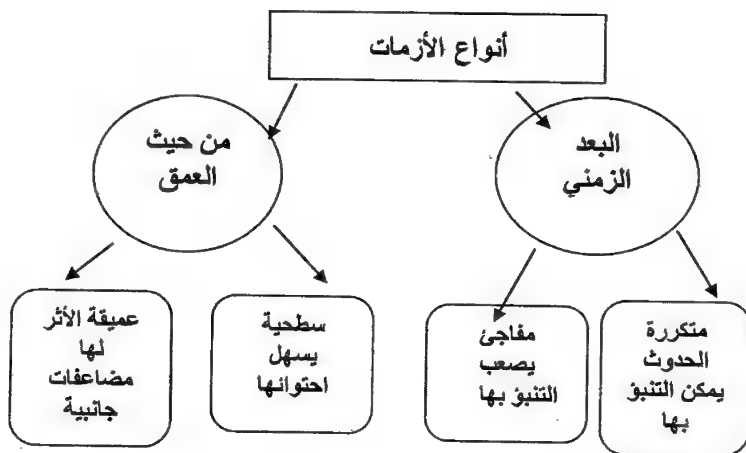 أنواع الأزمات
البعد
الزمني
من حيث
العمق
متكررة
الحدوث
يمكن التنبؤ
بها
مفاجئ
يصعب
التنبؤ بها
سطحية
يسهل
احتوائها
عميقة الأثر
لها
مضاعفات
جانبية